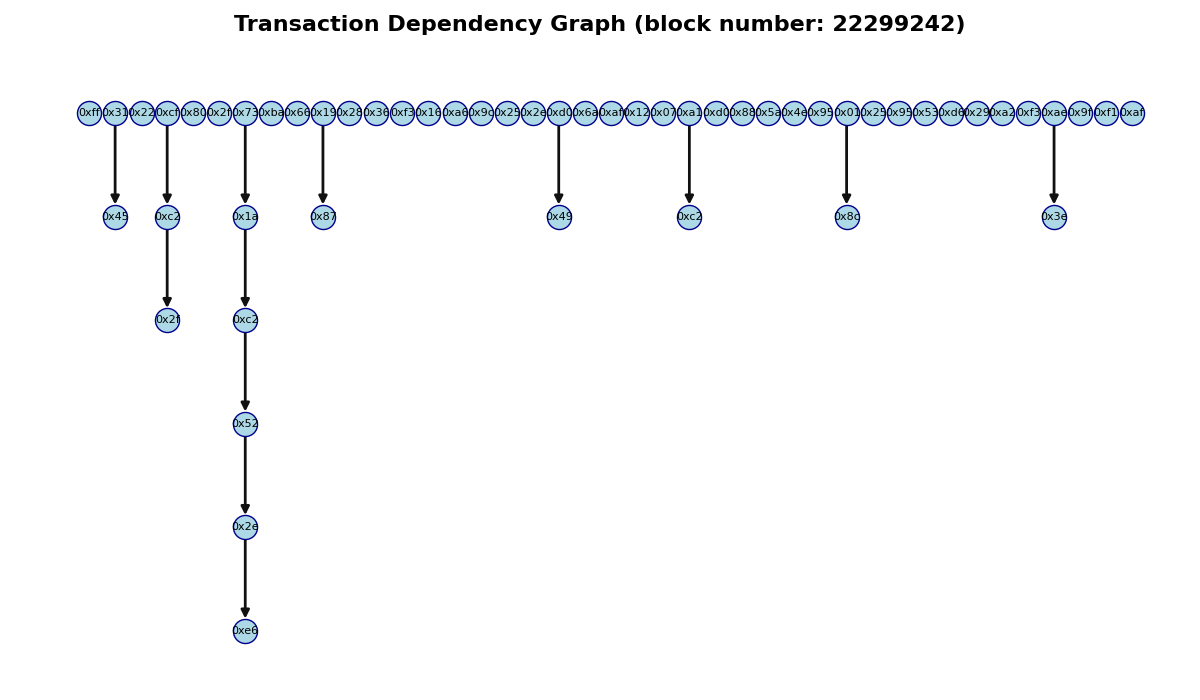 Transaction Dependency Graph (block number: 22299242)
0xff 0x31 0x22 0xcf 0x80 0x2f 0x73 0xba 0x66 0x19 0x28 0x36 0xf3 0x16 0xa6 0x9c 0x25 0x2e 0xd0 0x6a 0xaf 0x12 0x07 0xa1 0xd0 0x88 0x5a 0x4e 0x95 0x01 0x25 0x95 0x53 0xd6 0x29 0xa2 0xf3 0xae 0x9f 0xf1 0xaf
0x45 0xc2 0x1a 0x87 0x49 0xc2 0x8c 0x3e
0x2f 0xc2
0x52
0x2e
0xe6